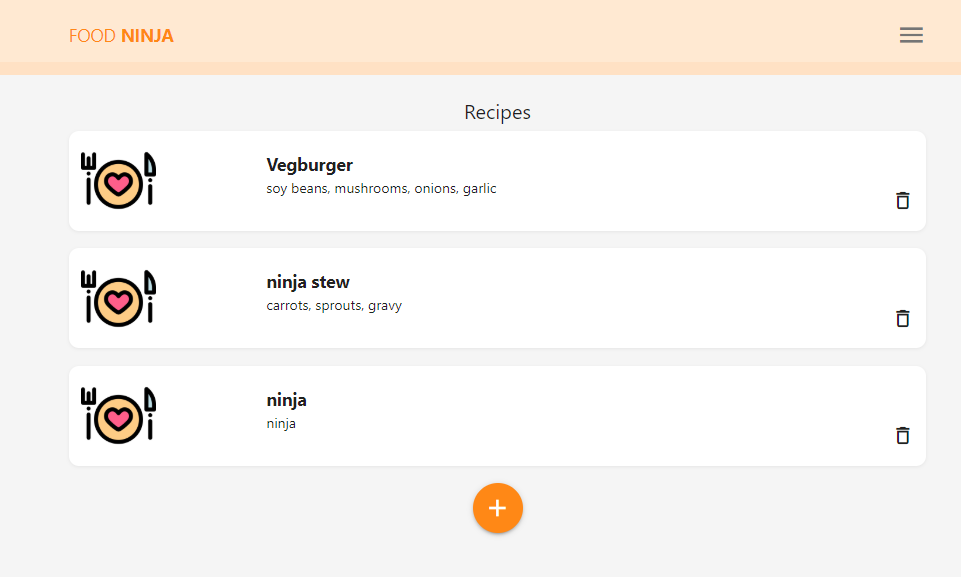 FOOD NINJA
Recipes
Vegburger
soy beans, mushrooms, onions, garlic
ninja stew
carrots, sprouts, gravy
ninja
ninja